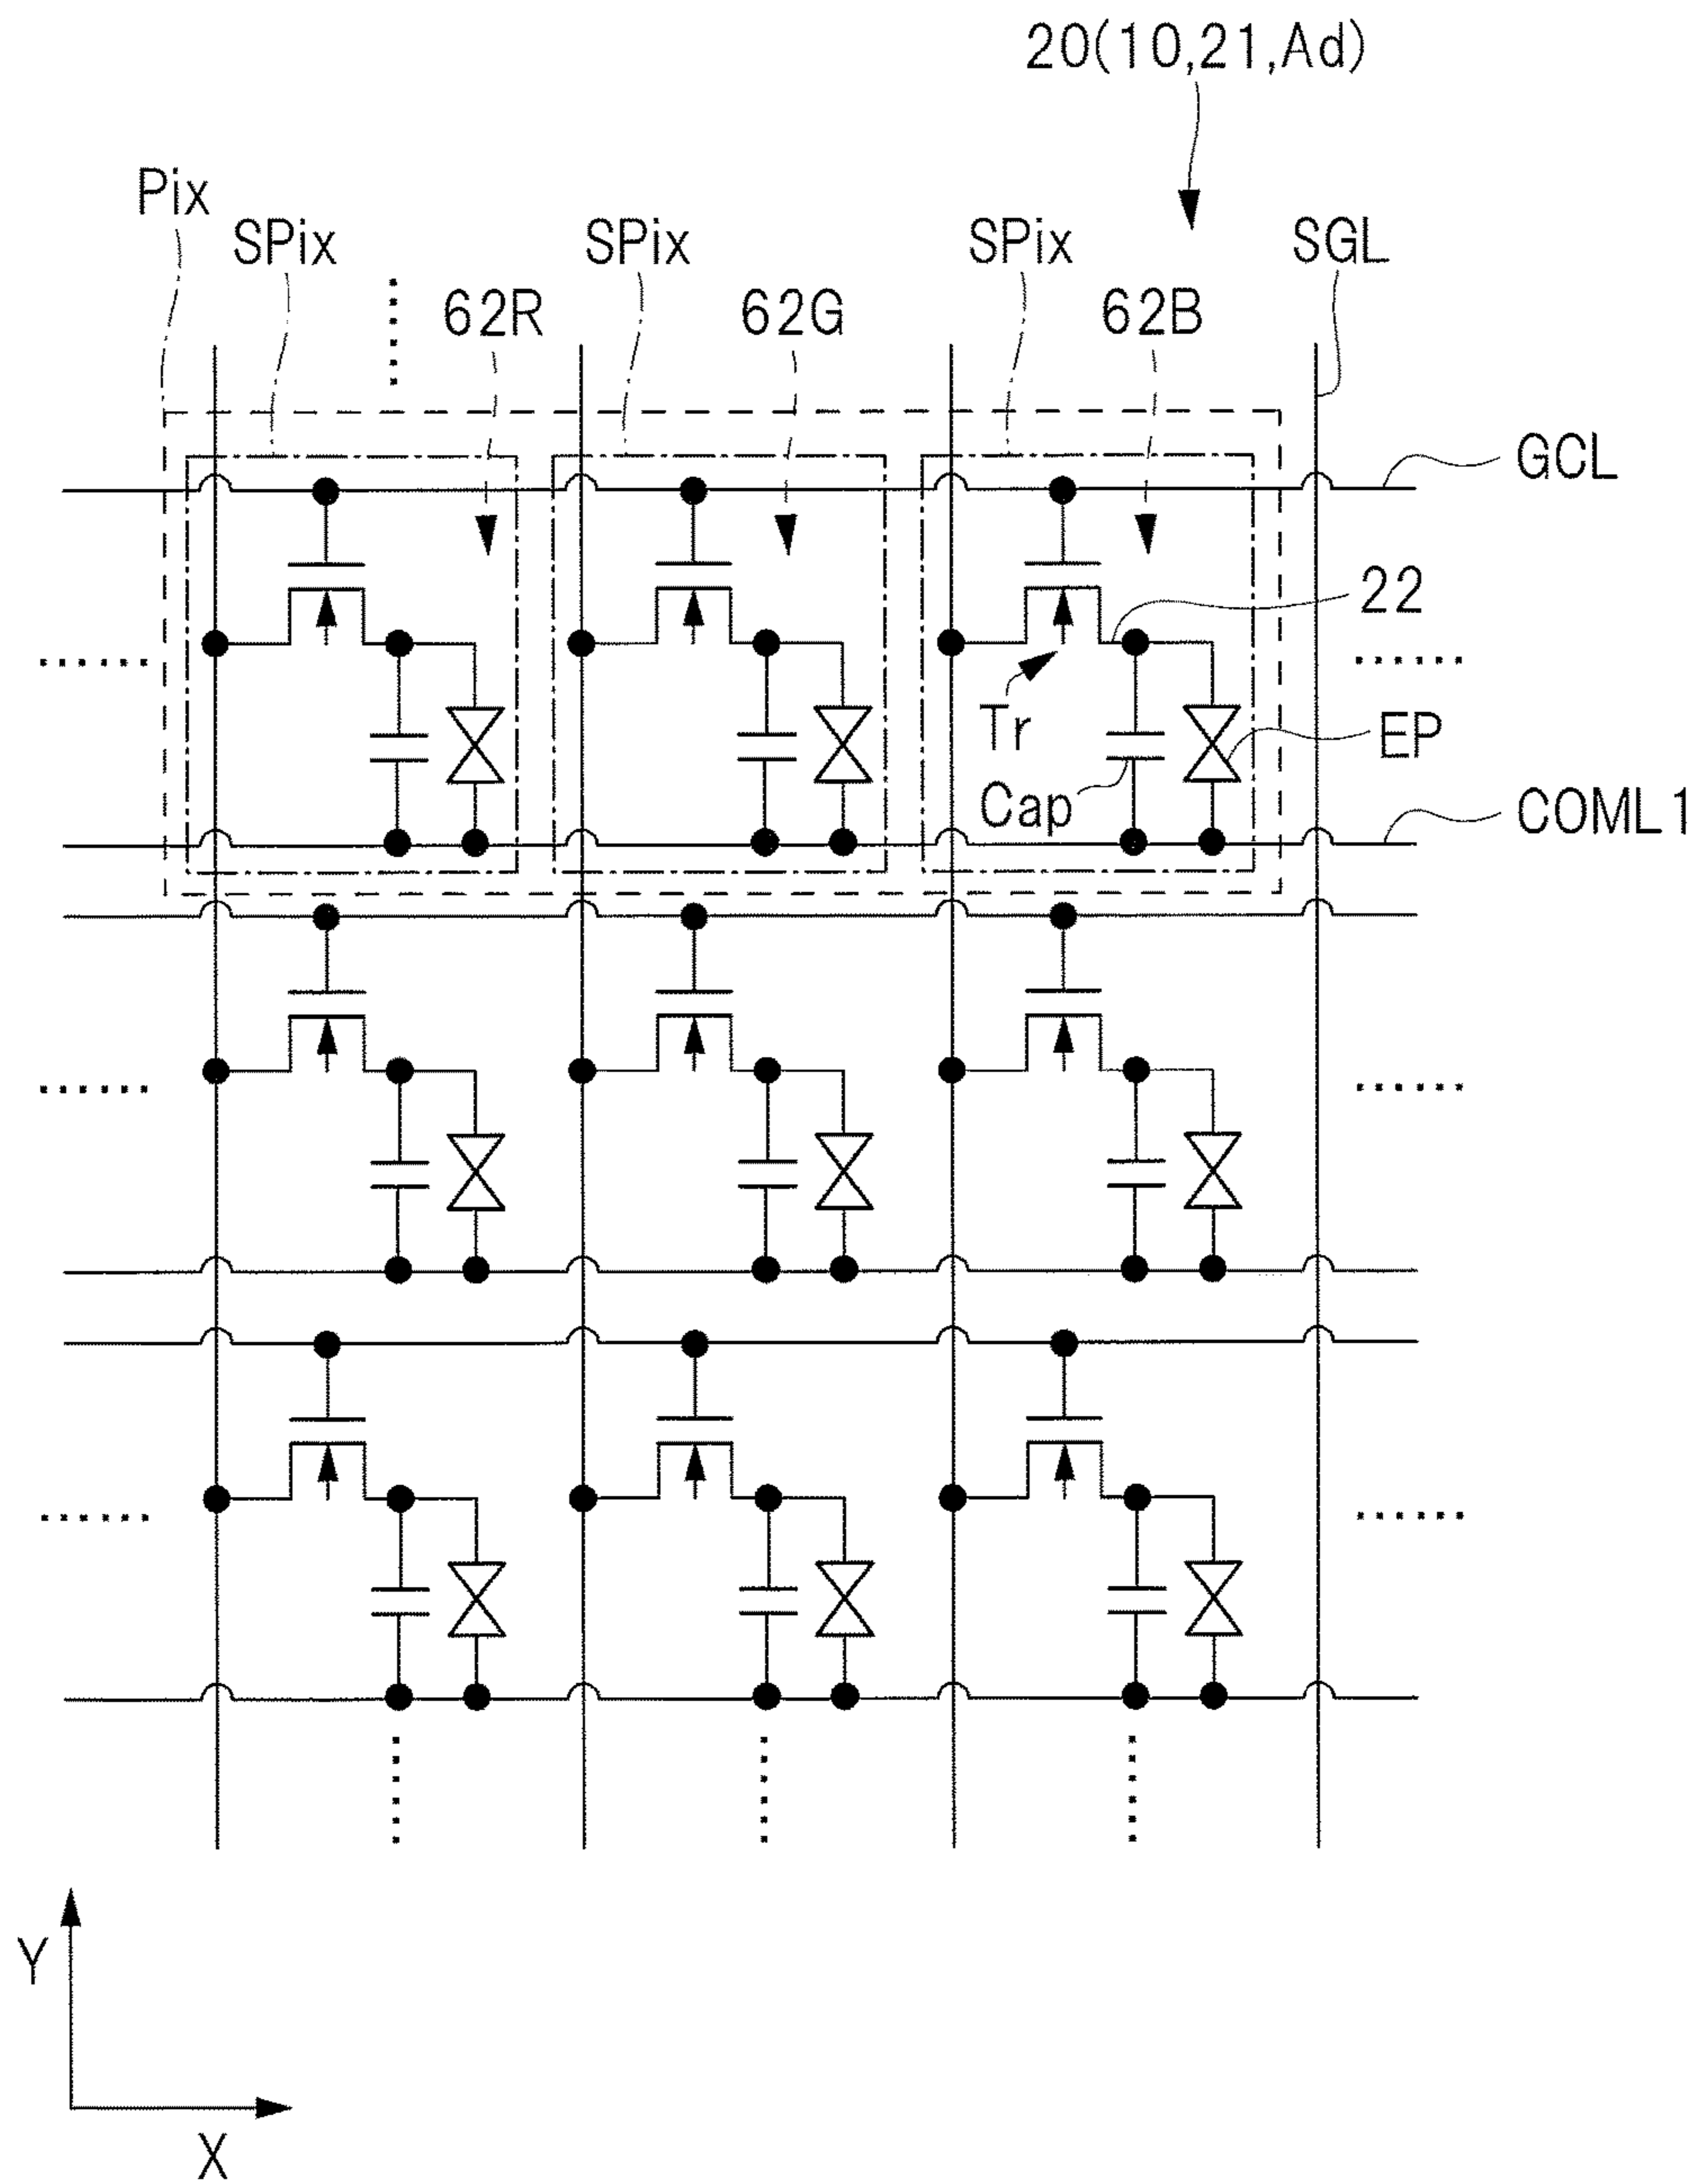 20(10,21,Ad)
Pix
SPix
SPix
SPix
SGL
62R
62G
62B
GCL
22
Tr
EP
Cap
COML1
Y
X